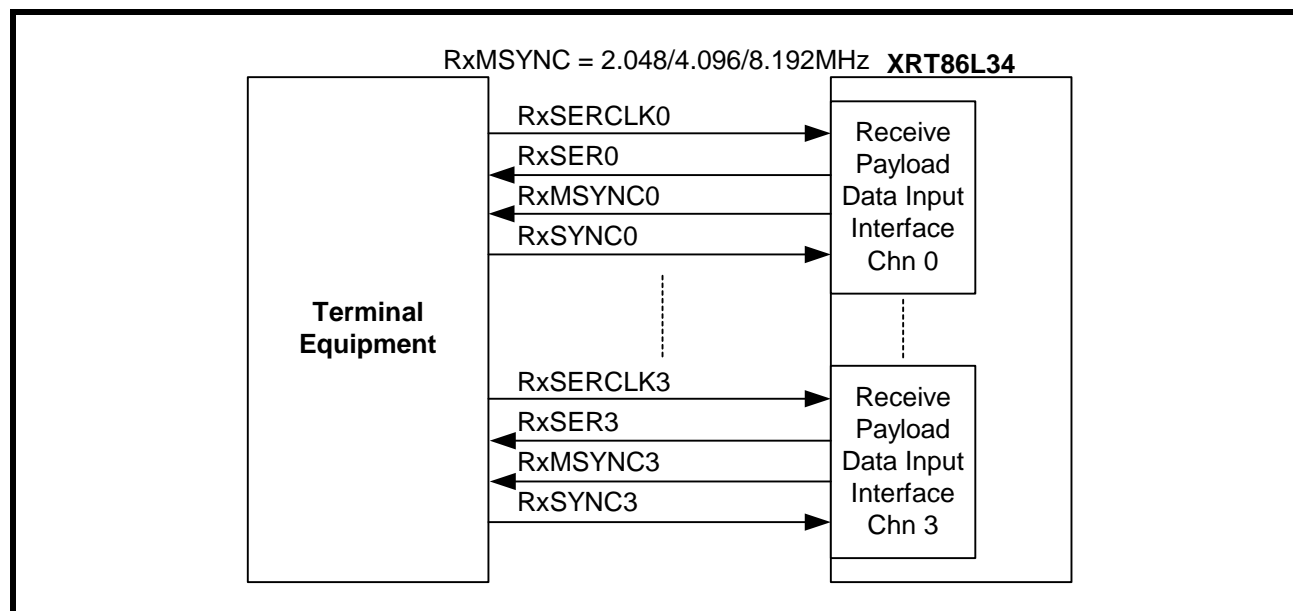 RxMSYNC = 2.048/4.096/8.192MHz XRT86L34
RxSERCLK0
RxSER0
RxMSYNC0
RxSYNC0
Receive
Payload
Data Input
Interface
Chn 0
Terminal
Equipment
RxSERCLK3
RxSER3
RxMSYNC3
RxSYNC3
Receive
Payload
Data Input
Interface
Chn 3